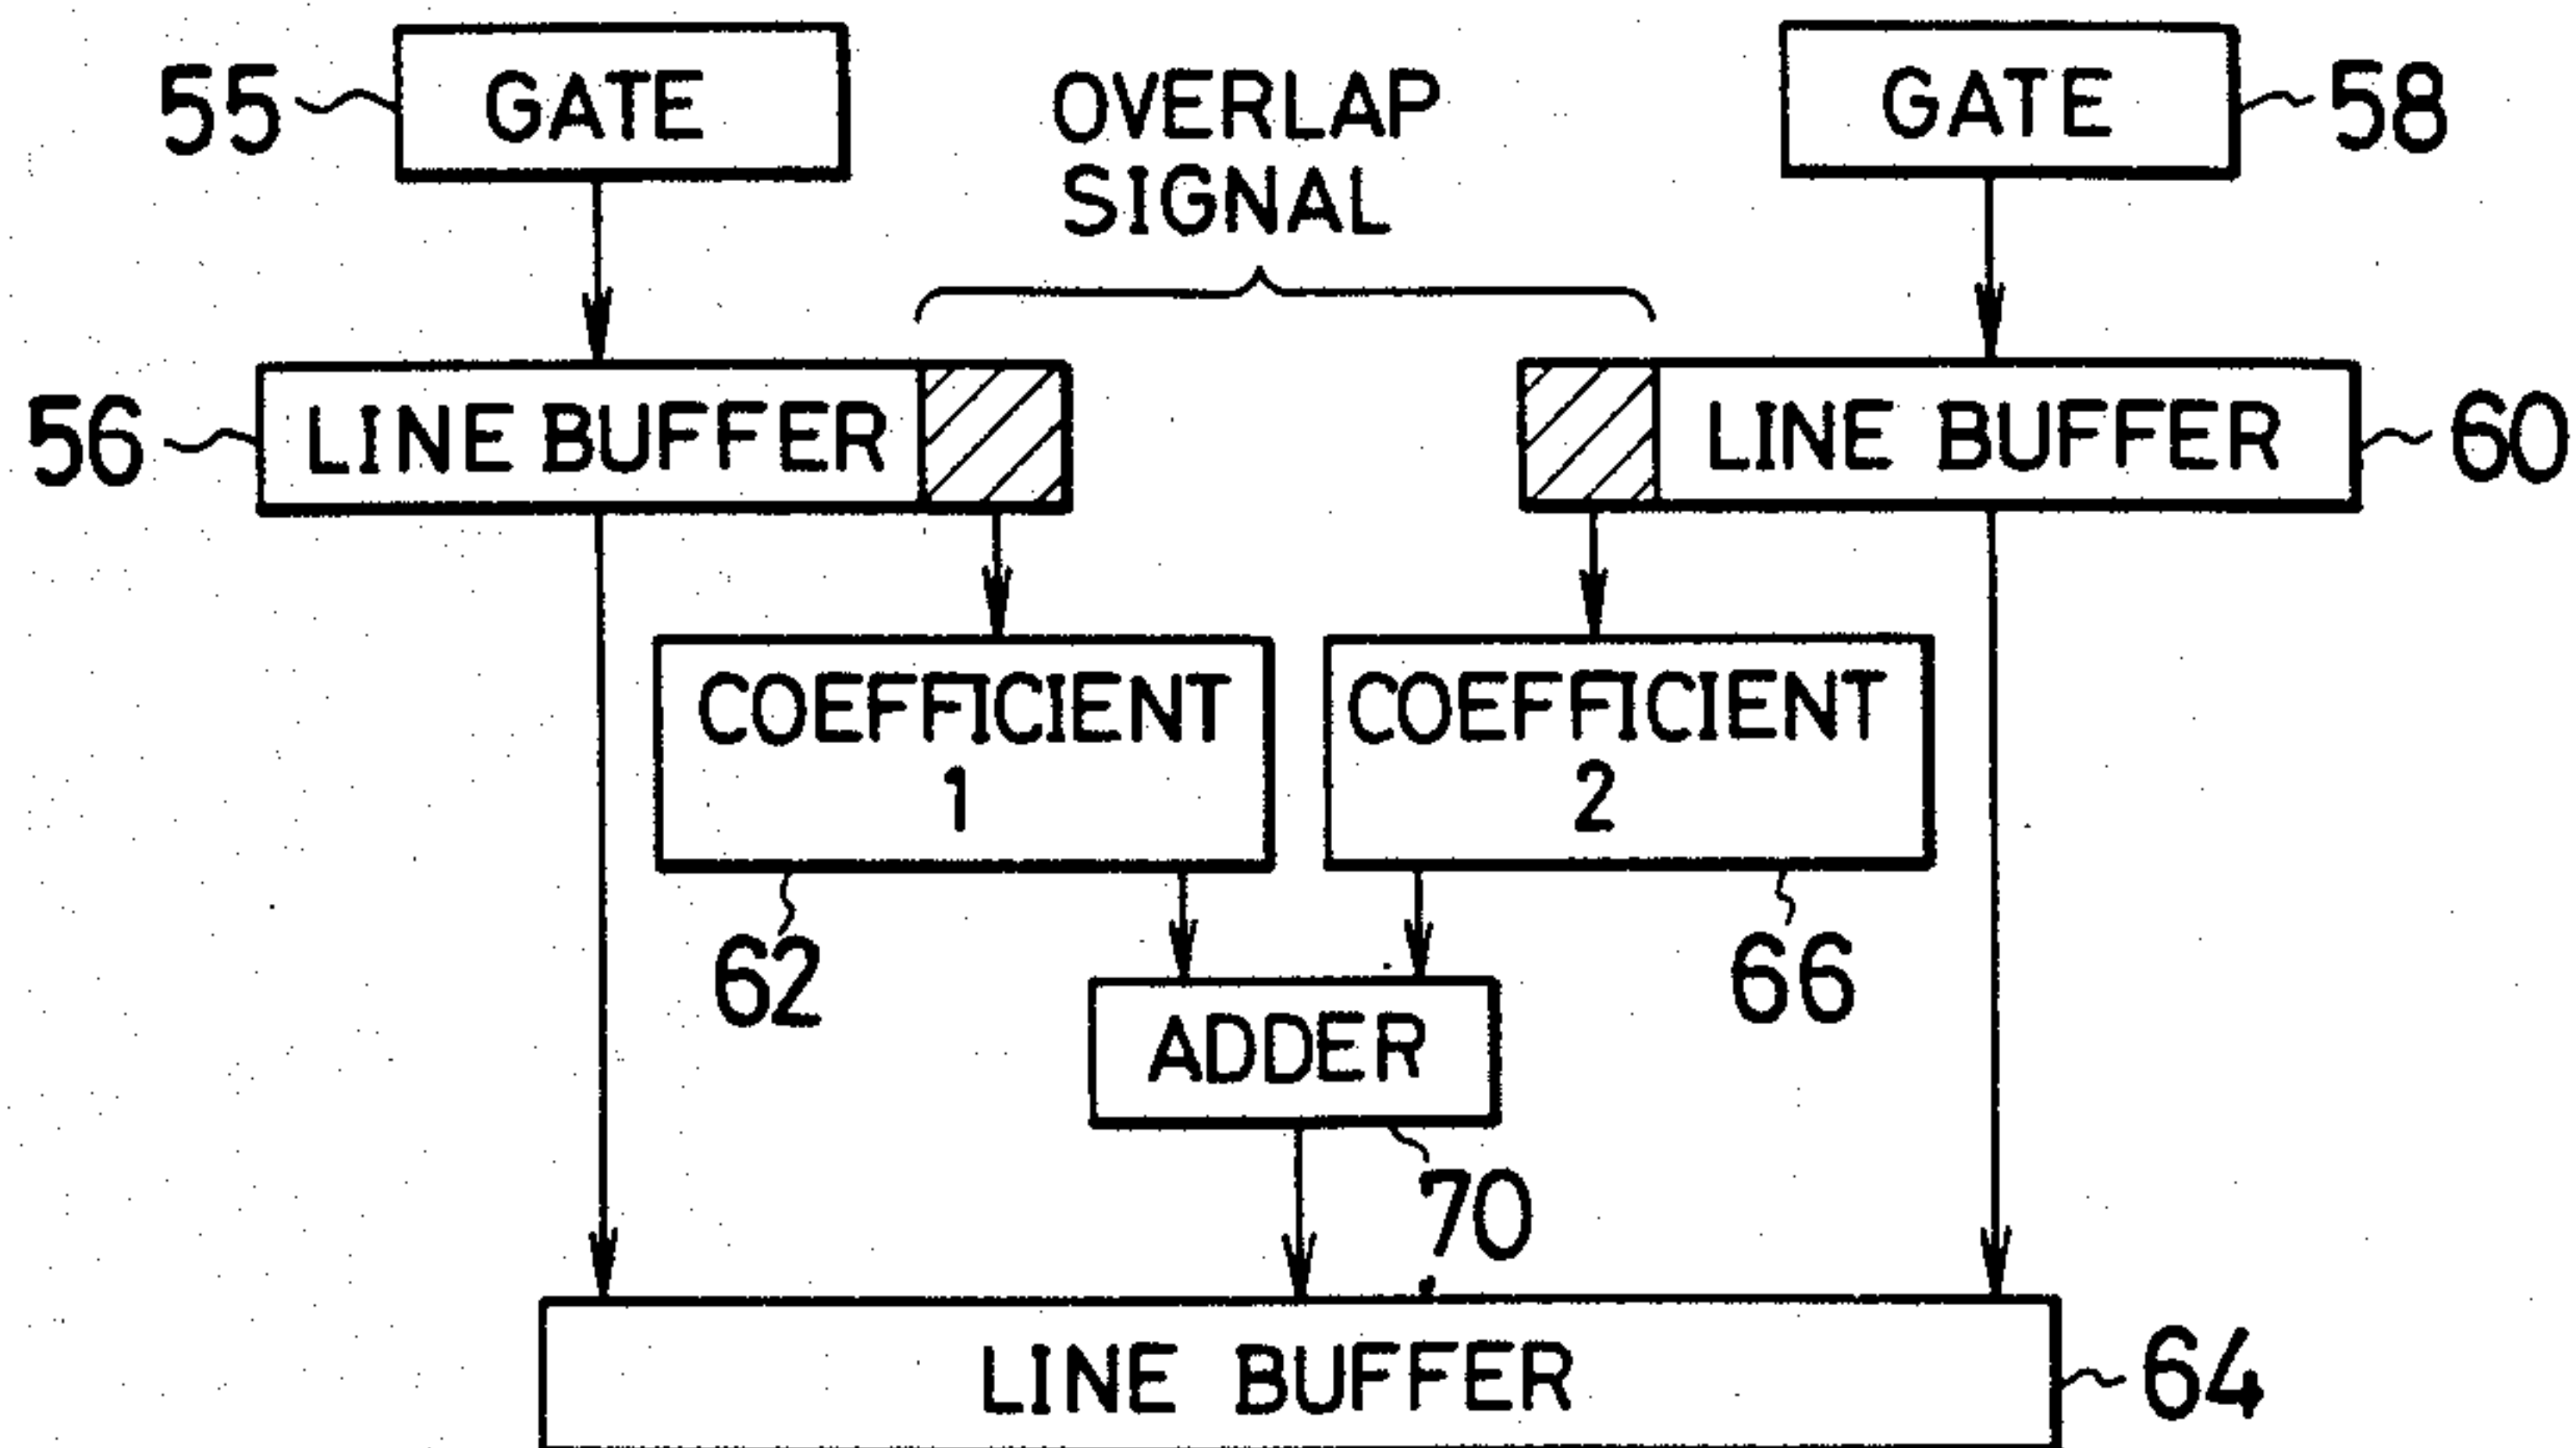 55
GATE
OVERLAP
SIGNAL
GATE
58
56
LINE BUFFER
LINE BUFFER
60
COEFFICIENT
1
COEFFICIENT
2
62
66
ADDER
70
LINE BUFFER
64